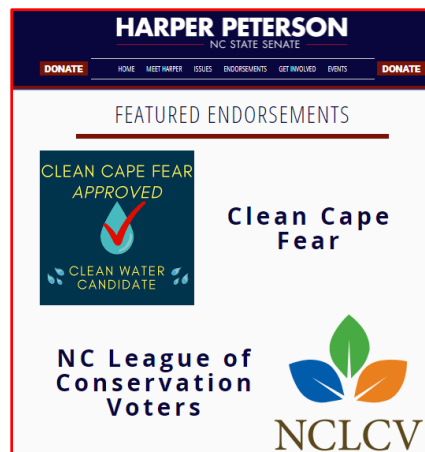 HARPER PETERSON
NC STATE SENATE
DONATE HOME MEET HARPER ISSUES ENDORSEMENTS GET INVOLVED EVENTS DONATE
FEATURED ENDORSEMENTS
CLEAN CAPE FEAR
APPROVED
CLEAN WATER
CANDIDATE
Clean Cape
Fear
NC League of
Conservation
Voters
NCLCV